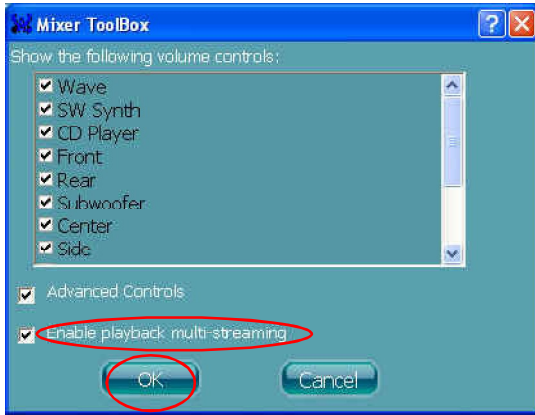 Mixer ToolBox
Show the following volume controls:
Wave
SW Synth
CD Player
Front
Rear
Subwoofer
Center
Side
Advanced Controls
Enable playback multi-streaming
OK
Cancel